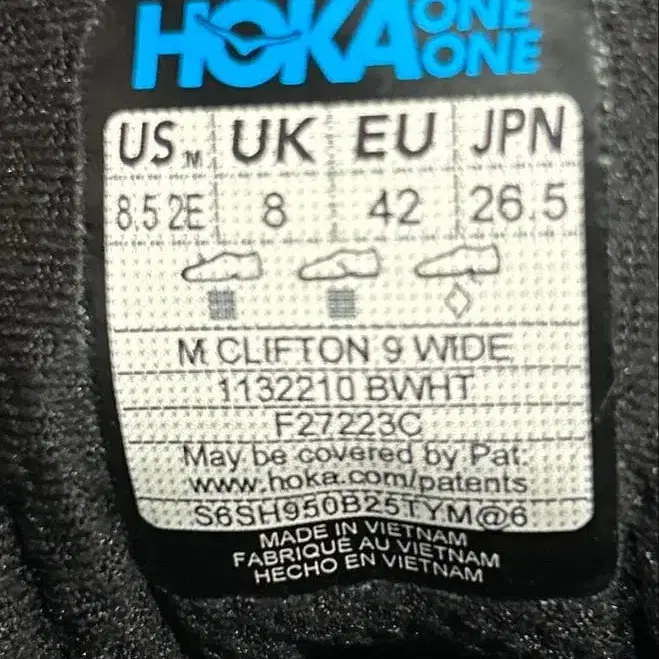 HOKA ONE ONE
US M UK EU JPN
8.5 2E 8 42 26.5
M CLIFTON 9 WIDE
1132210 BWHT
F27223C
May be covered by Pat:
www.hoka.com/patents
S6SH950B25TYM@6
MADE IN VIETNAM
FABRIQUÉ AU VIETNAM
HECHO EN VIETNAM